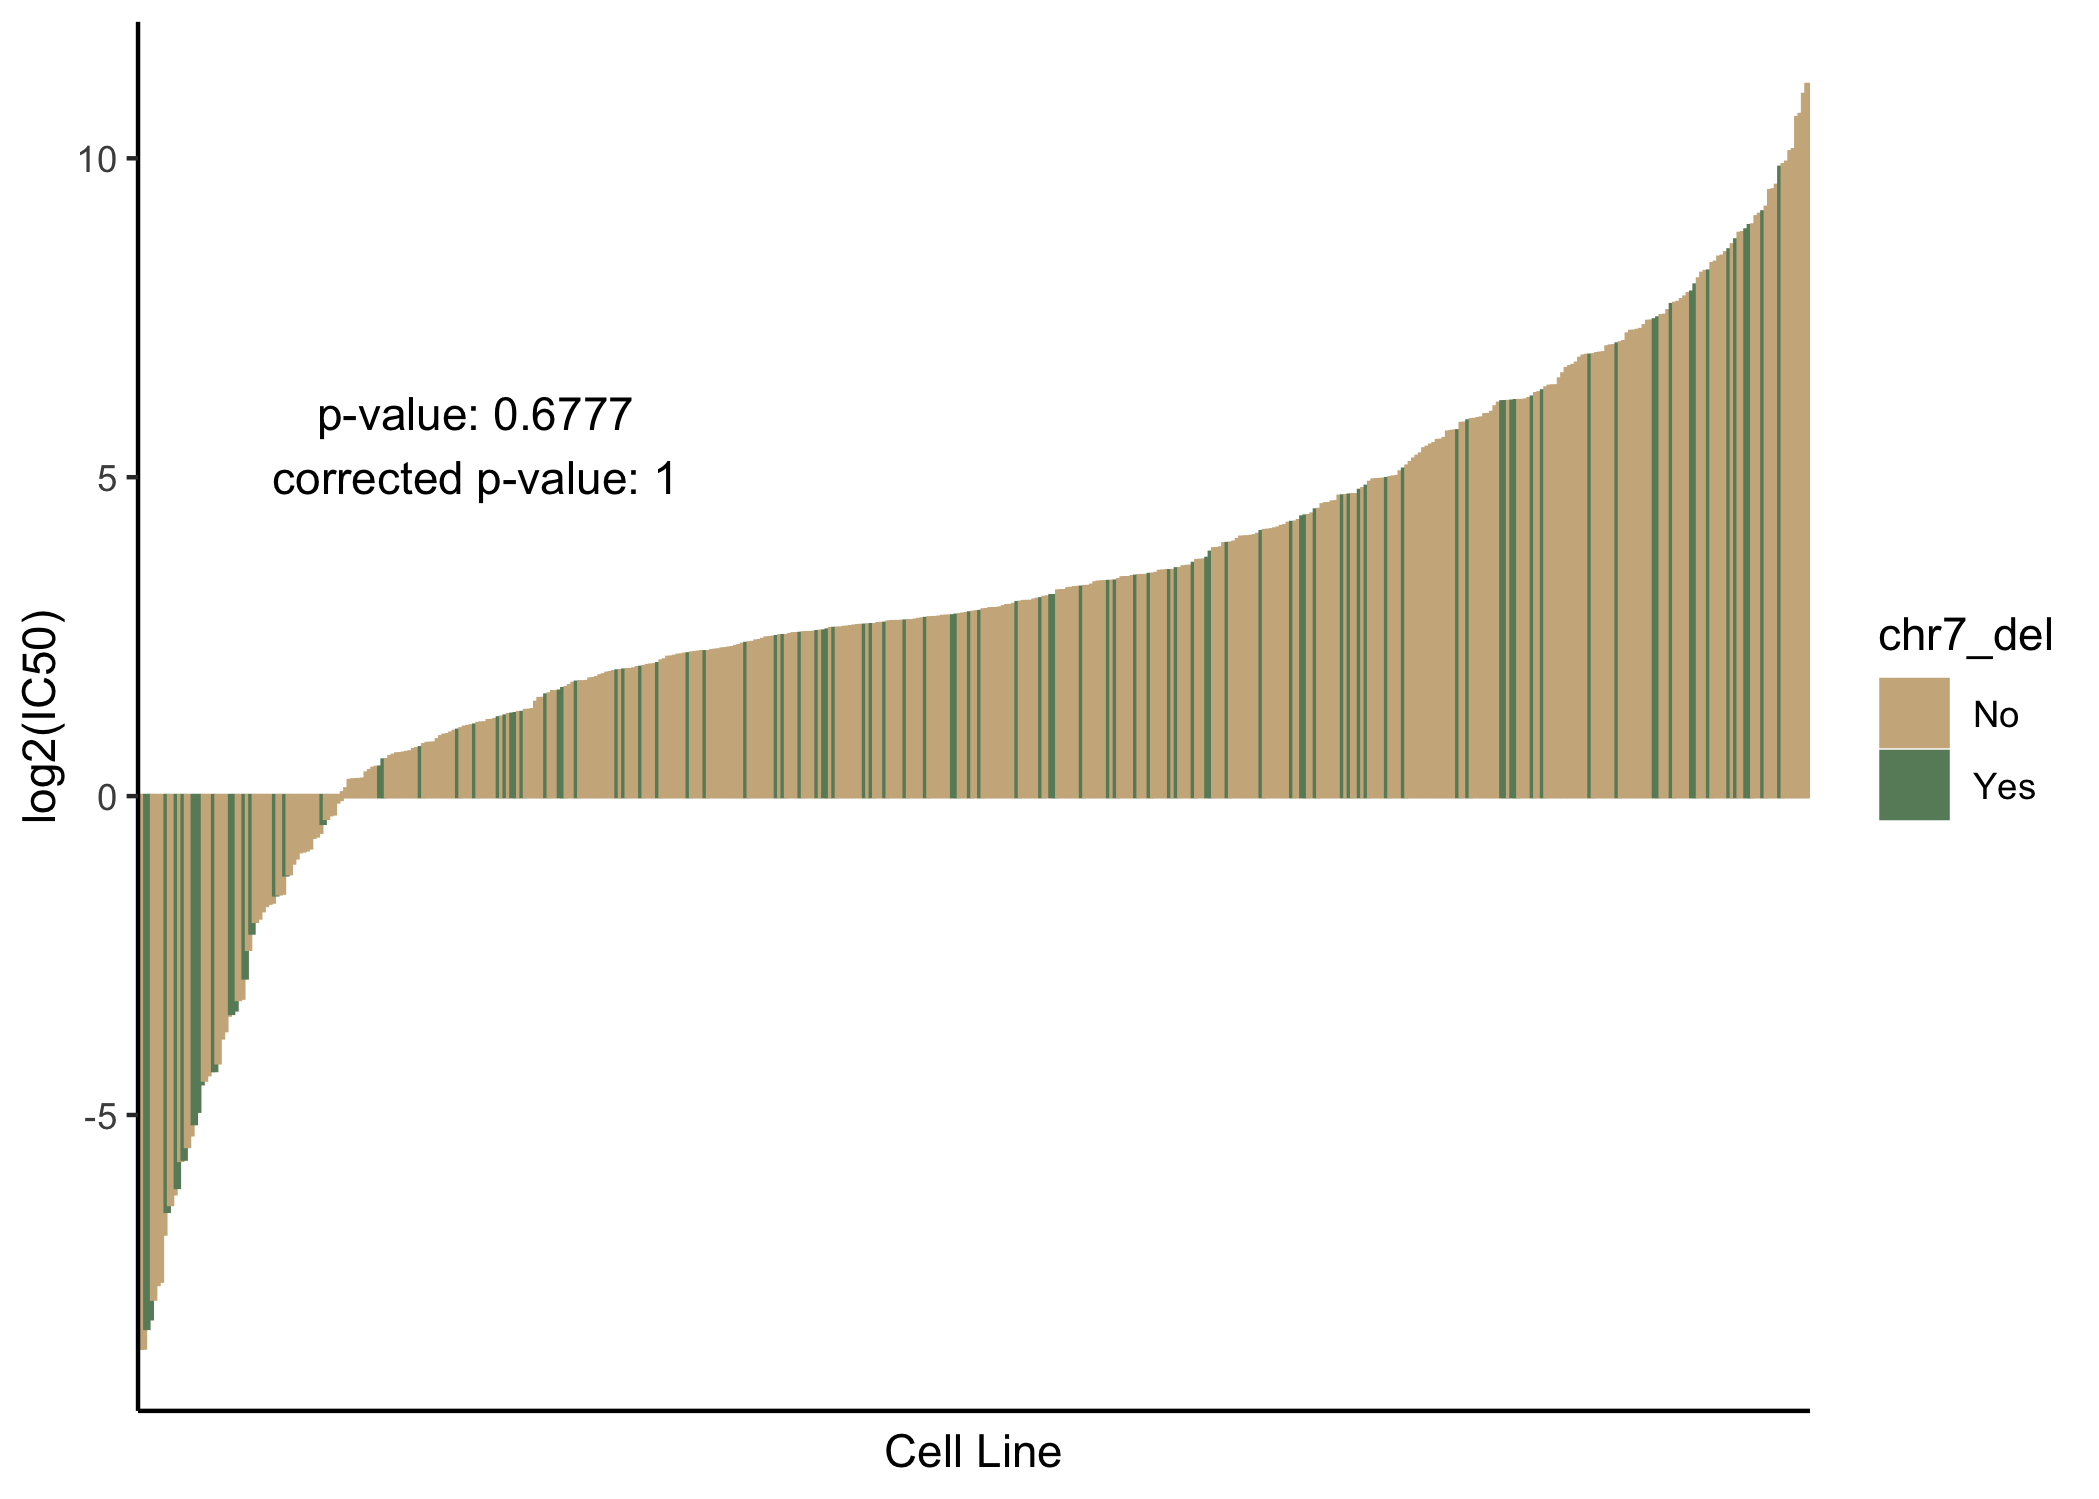 10
5
0
-5
log2(IC50)
p-value: 0.6777
corrected p-value: 1
Cell Line
chr7_del
No
Yes